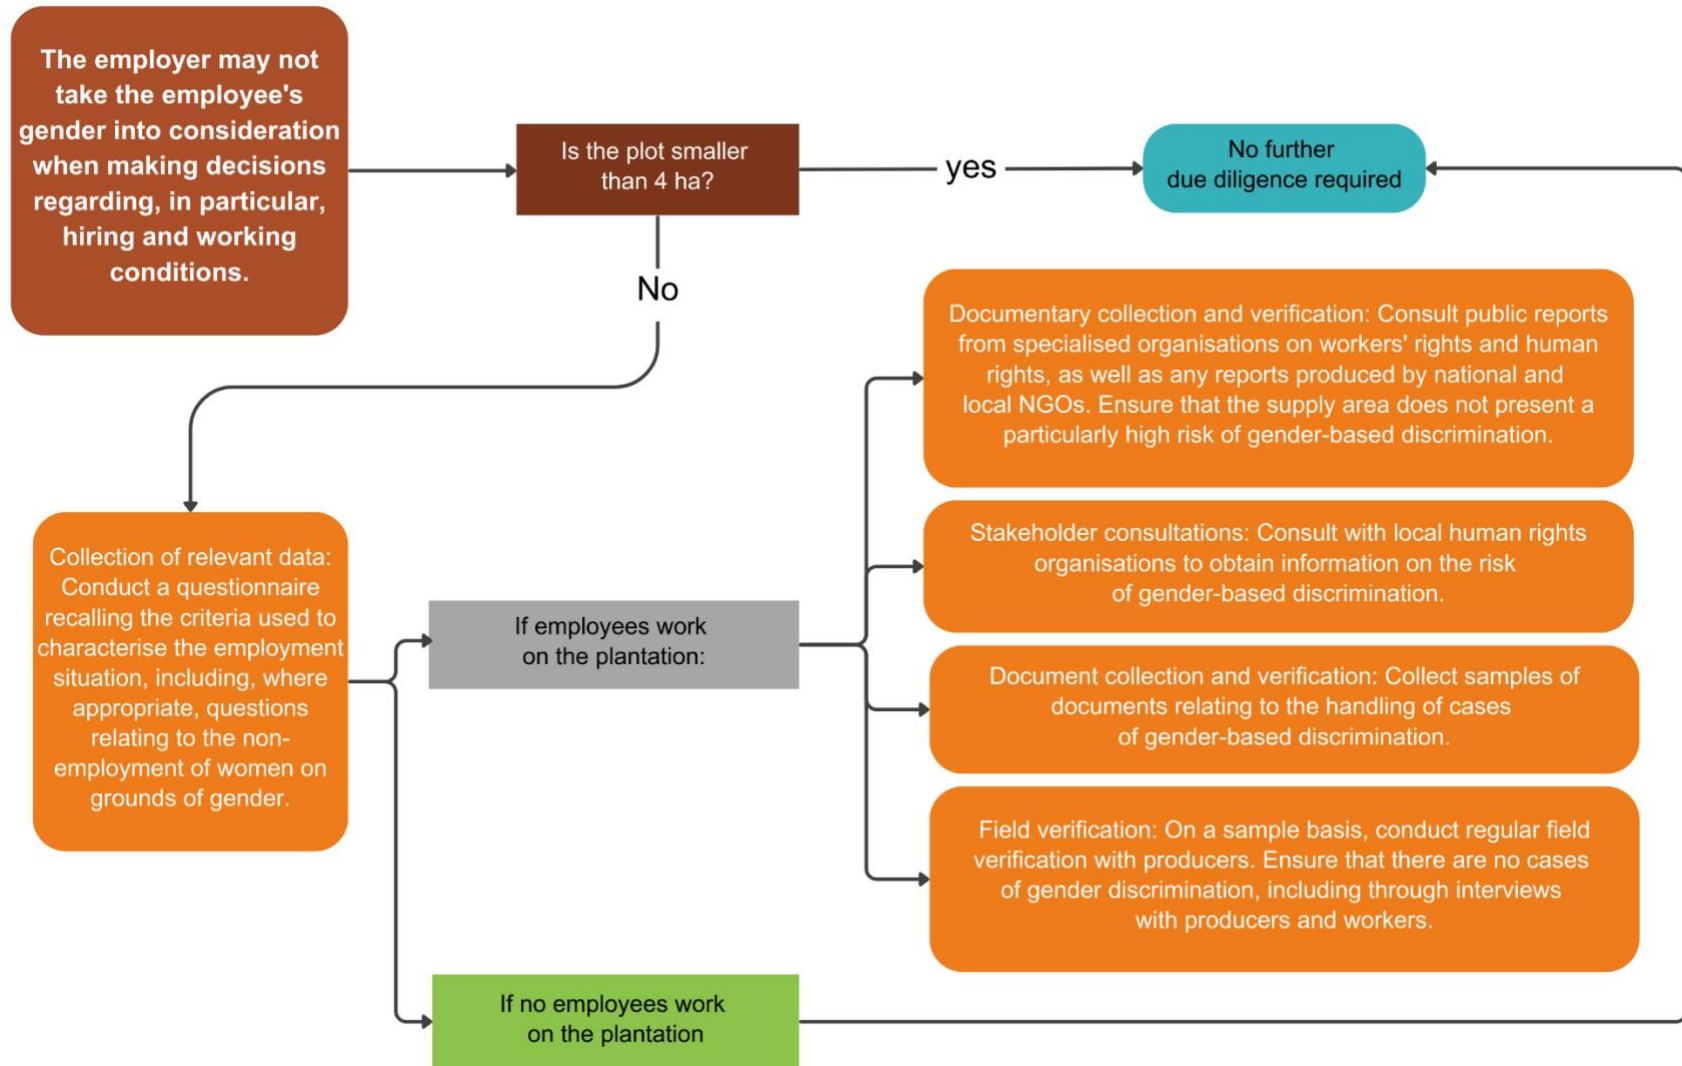 The employer may not
take the employee's
gender into consideration
when making decisions
regarding, in particular,
hiring and working
conditions.
Is the plot smaller
than 4 ha?
yes
No further
due diligence required
No
Documentary collection and verification: Consult public reports
from specialised organisations on workers' rights and human
rights, as well as any reports produced by national and
local NGOs. Ensure that the supply area does not present a
particularly high risk of gender-based discrimination.
Stakeholder consultations: Consult with local human rights
organisations to obtain information on the risk
of gender-based discrimination.
Collection of relevant data:
Conduct a questionnaire
recalling the criteria used to
characterise the employment
situation, including, where
appropriate, questions
relating to the non-
employment of women on
grounds of gender.
If employees work
on the plantation:
Document collection and verification: Collect samples of
documents relating to the handling of cases
of gender-based discrimination.
Field verification: On a sample basis, conduct regular field
verification with producers. Ensure that there are no cases
of gender discrimination, including through interviews
with producers and workers.
If no employees work
on the plantation